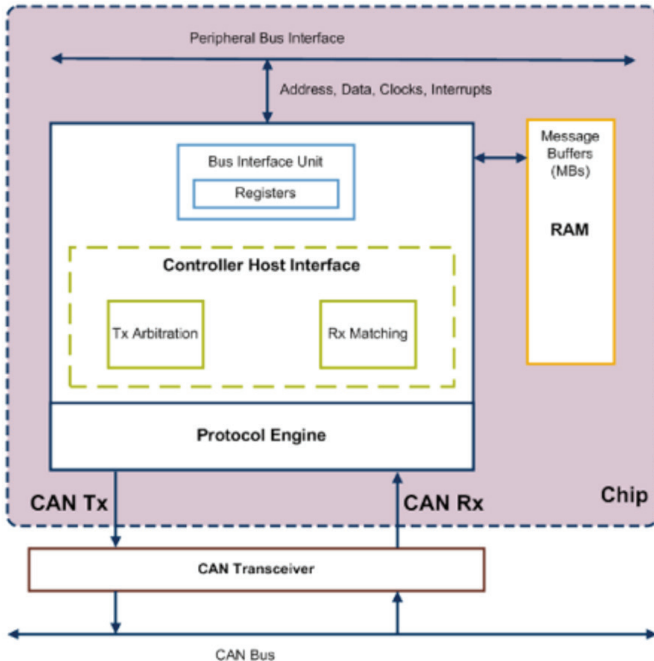 Peripheral Bus Interface
Address, Data, Clocks, Interrupts
Bus Interface Unit
Registers
Message
Buffers
(MBs)
RAM
Controller Host Interface
Tx Arbitration
Rx Matching
Protocol Engine
CAN Tx
CAN Rx
Chip
CAN Transceiver
CAN Bus